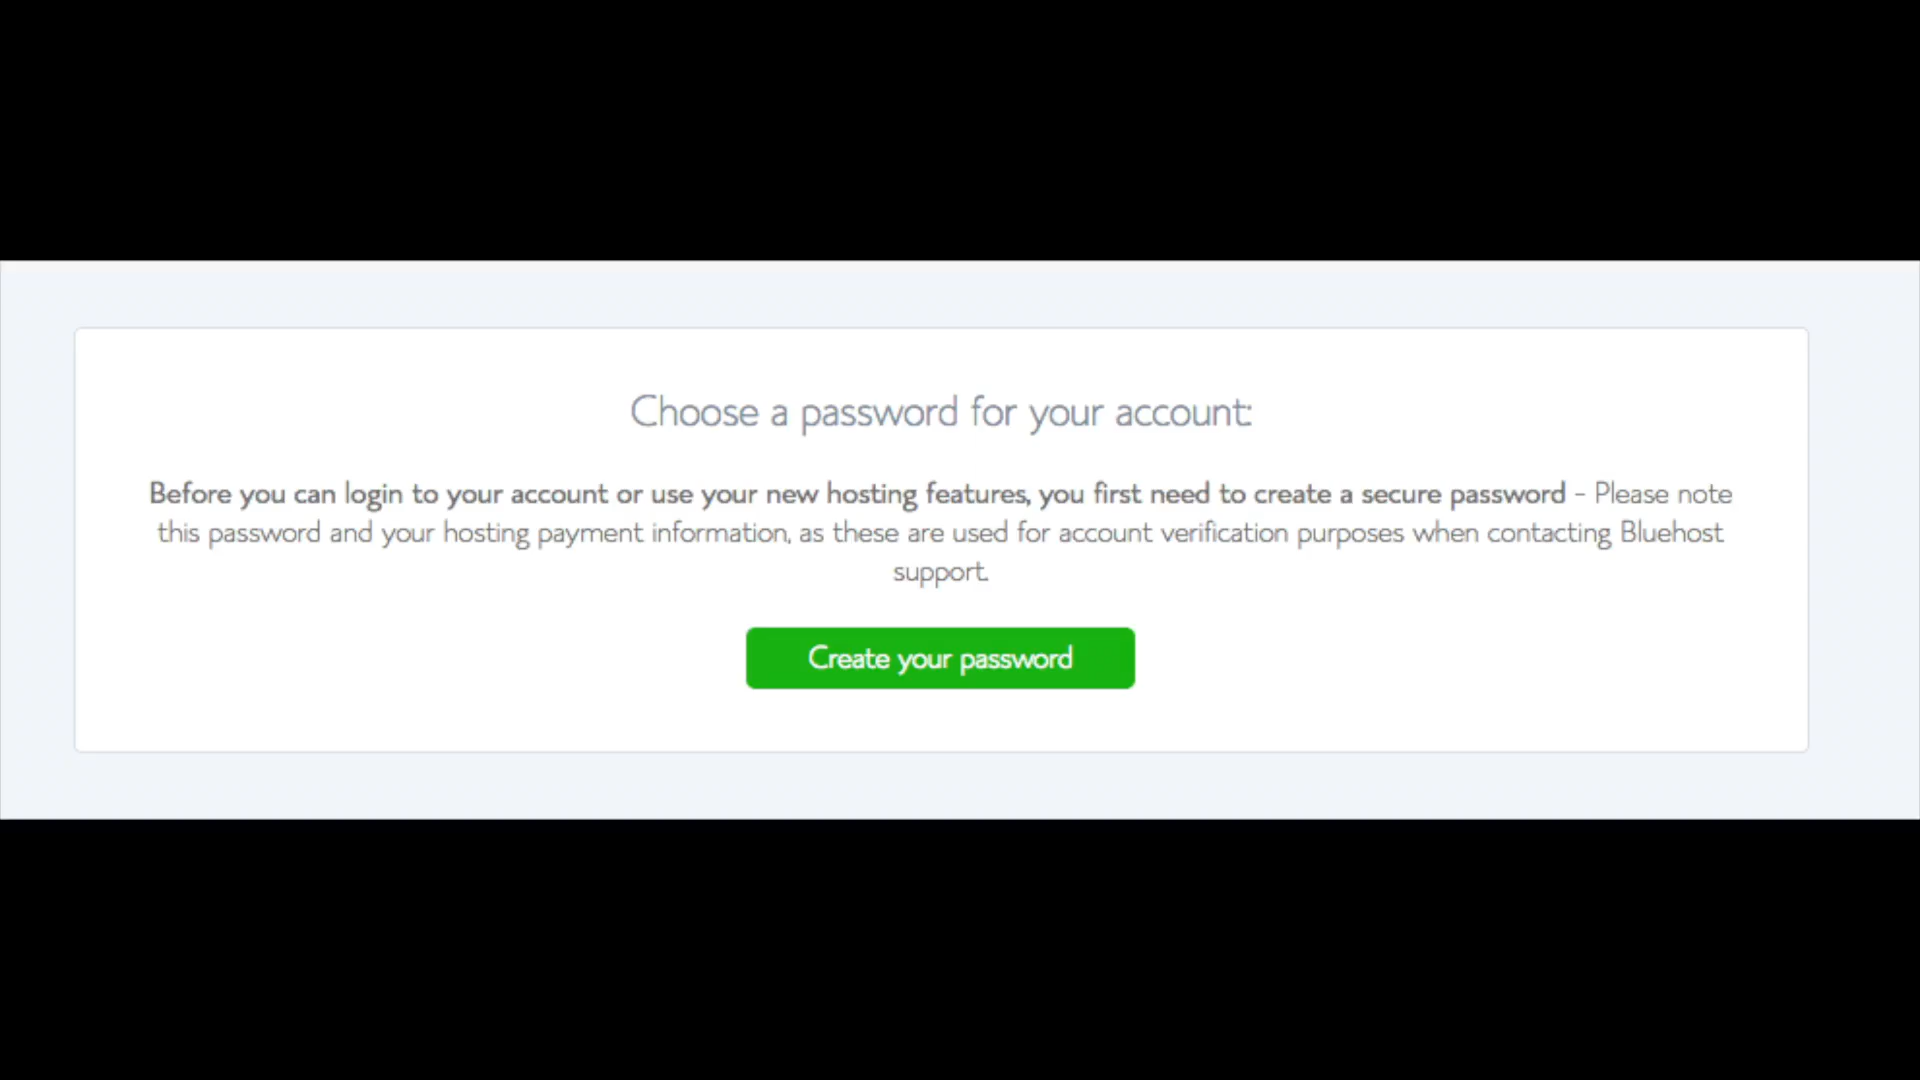 Choose a password for your account:
Before you can login to your account or use your new hosting features, you first need to create a secure password - Please note
this password and your hosting payment information, as these are used for account verification purposes when contacting Bluehost
support.
Create your password